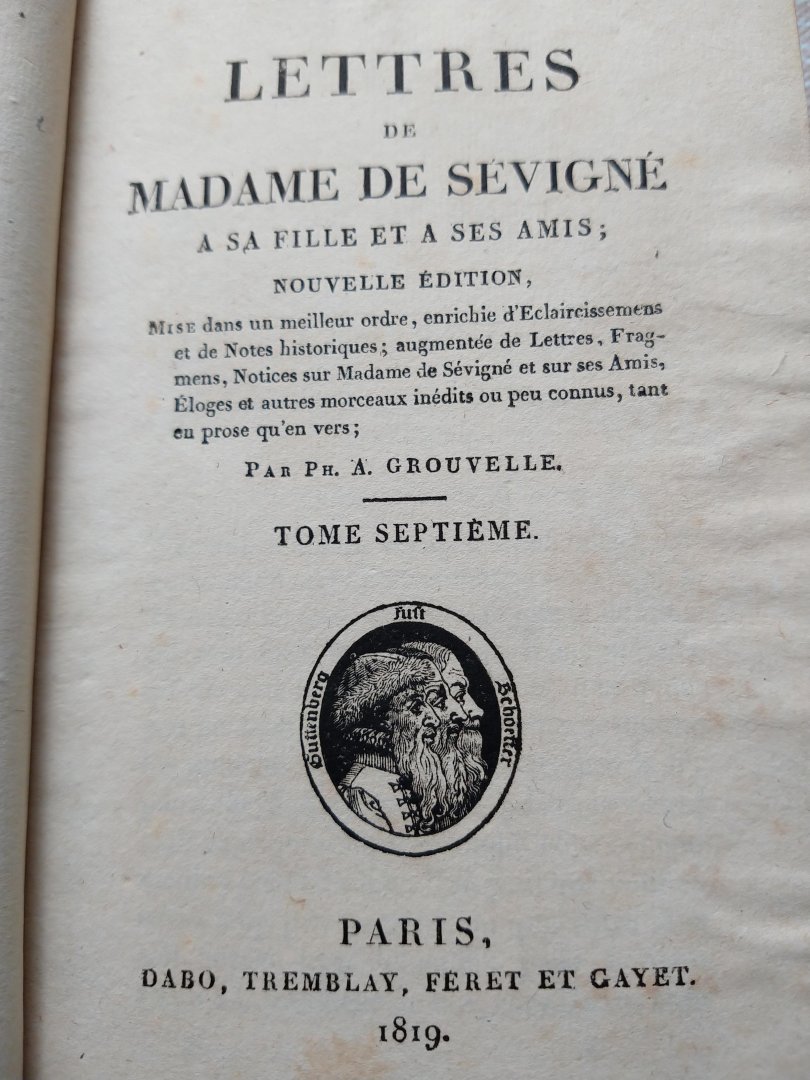 LETTRES
DE
MADAME DE SÉVIGNÉ
A SA FILLE ET A SES AMIS;
NOUVELLE ÉDITION,
MISE dans un meilleur ordre, enrichie d'Eclaircissemens
et de Notes historiques; augmentée de Lettres, Frag-
mens, Notices sur Madame de Sévigné et sur ses Amis,
Éloges et autres morceaux inédits ou peu connus, tant
en prose qu'en vers;
PAR PH. A. GROUVELLE.
TOME SEPTIÈME.
Guttenberg
Fust
Schoeffer
PARIS,
DABO, TREMBLAY, FERET ET GAYET.
1819.